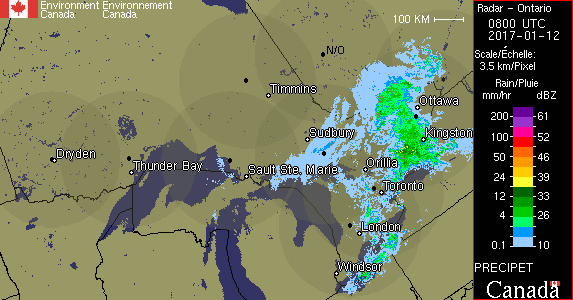 Environment Environnement
Canada Canada
100 KM
N/O
Timmins
Ottawa
Sudbury
Kingston
Dryden
Thunder Bay
Sault Ste. Marie
Orillia
Toronto
London
Windsor
Radar - Ontario
0800 UTC
2017-01-12
Scale/Échelle:
3.5 km/Pixel
Rain/Pluie
mm/hr dBZ
200 61
100 52
50 46
24 39
12 33
4 26
0.1 10
PRECIPET
Canada